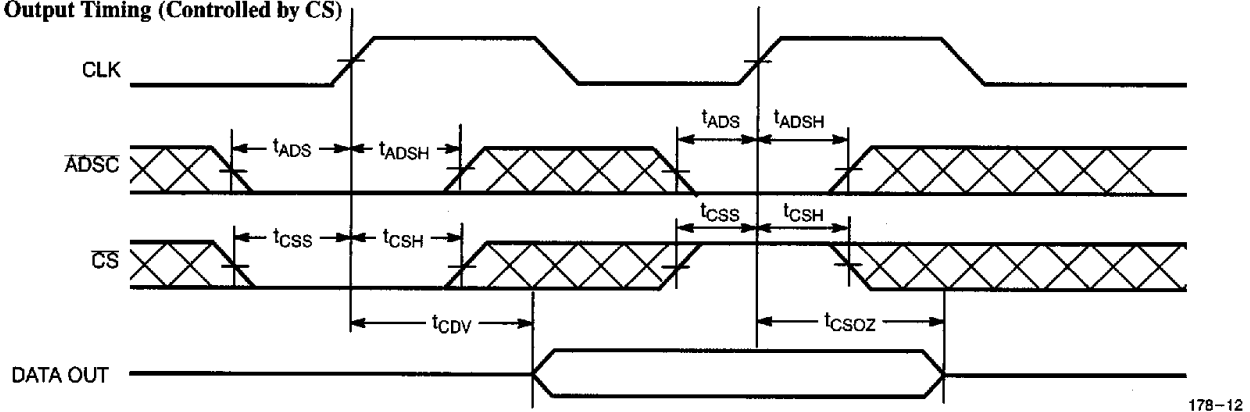 Output Timing (Controlled by CS)
CLK
tADS tADSH tADS tADSH
ADSC
tCSS tCSH tCSS tCSH
CS
tCDV tCSOZ
DATA OUT
178-12